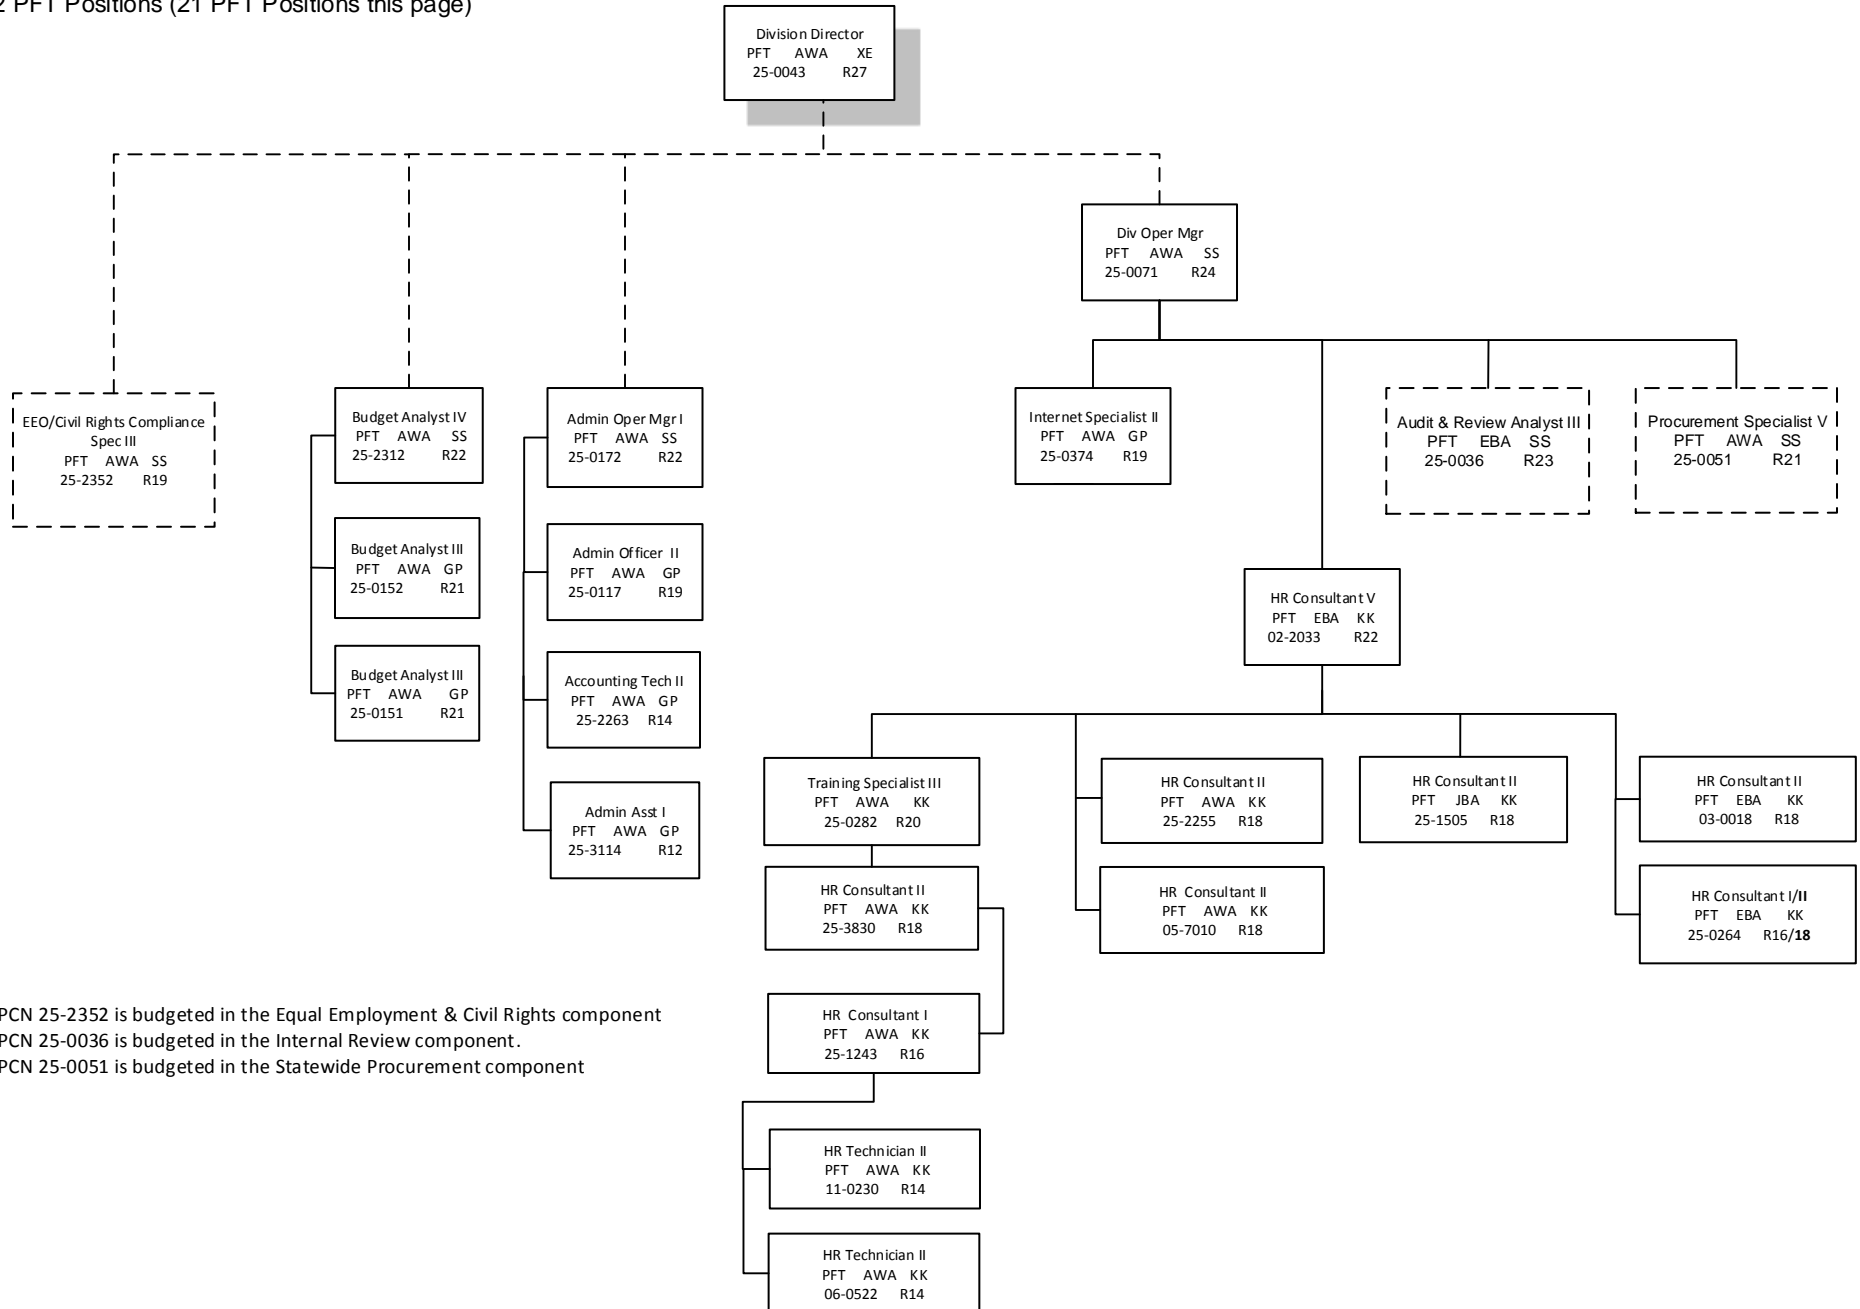 2 PFT Positions (21 PFT Positions this page)
Division Director
PFT AWA XE
25-0043 R27
Div Oper Mgr
PFT AWA SS
25-0071 R24
EEO/Civil Rights Compliance
Spec III
PFT AWA SS
25-2352 R19
Budget Analyst IV
PFT AWA SS
25-2312 R22
Admin Oper Mgr I
PFT AWA SS
25-0172 R22
Internet Specialist II
PFT AWA GP
25-0374 R19
Audit & Review Analyst III
PFT EBA SS
25-0036 R23
Procurement Specialist V
PFT AWA SS
25-0051 R21
Budget Analyst III
PFT AWA GP
25-0152 R21
Admin Officer II
PFT AWA GP
25-0117 R19
HR Consultant V
PFT EBA KK
02-2033 R22
Budget Analyst III
PFT AWA GP
25-0151 R21
Accounting Tech II
PFT AWA GP
25-2263 R14
Admin Asst I
PFT AWA GP
25-3114 R12
Training Specialist III
PFT AWA KK
25-0282 R20
HR Consultant II
PFT AWA KK
25-2255 R18
HR Consultant II
PFT JBA KK
25-1505 R18
HR Consultant II
PFT EBA KK
03-0018 R18
HR Consultant II
PFT AWA KK
25-3830 R18
HR Consultant II
PFT AWA KK
05-7010 R18
HR Consultant I/II
PFT EBA KK
25-0264 R16/18
HR Consultant I
PFT AWA KK
25-1243 R16
PCN 25-2352 is budgeted in the Equal Employment & Civil Rights component
PCN 25-0036 is budgeted in the Internal Review component.
PCN 25-0051 is budgeted in the Statewide Procurement component
HR Technician II
PFT AWA KK
11-0230 R14
HR Technician II
PFT AWA KK
06-0522 R14